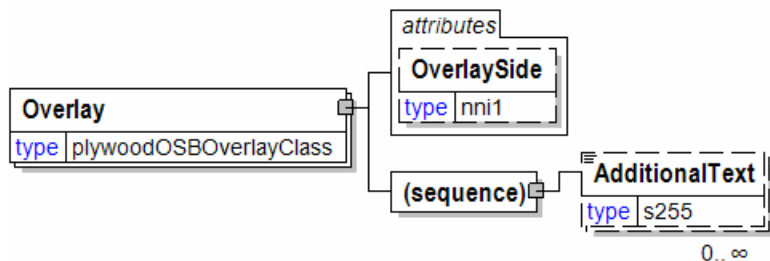 attributes
OverlaySide
type nni1
Overlay
type plywoodOSBOverlayClass
(sequence)
AdditionalText
type s255
0.. ∞